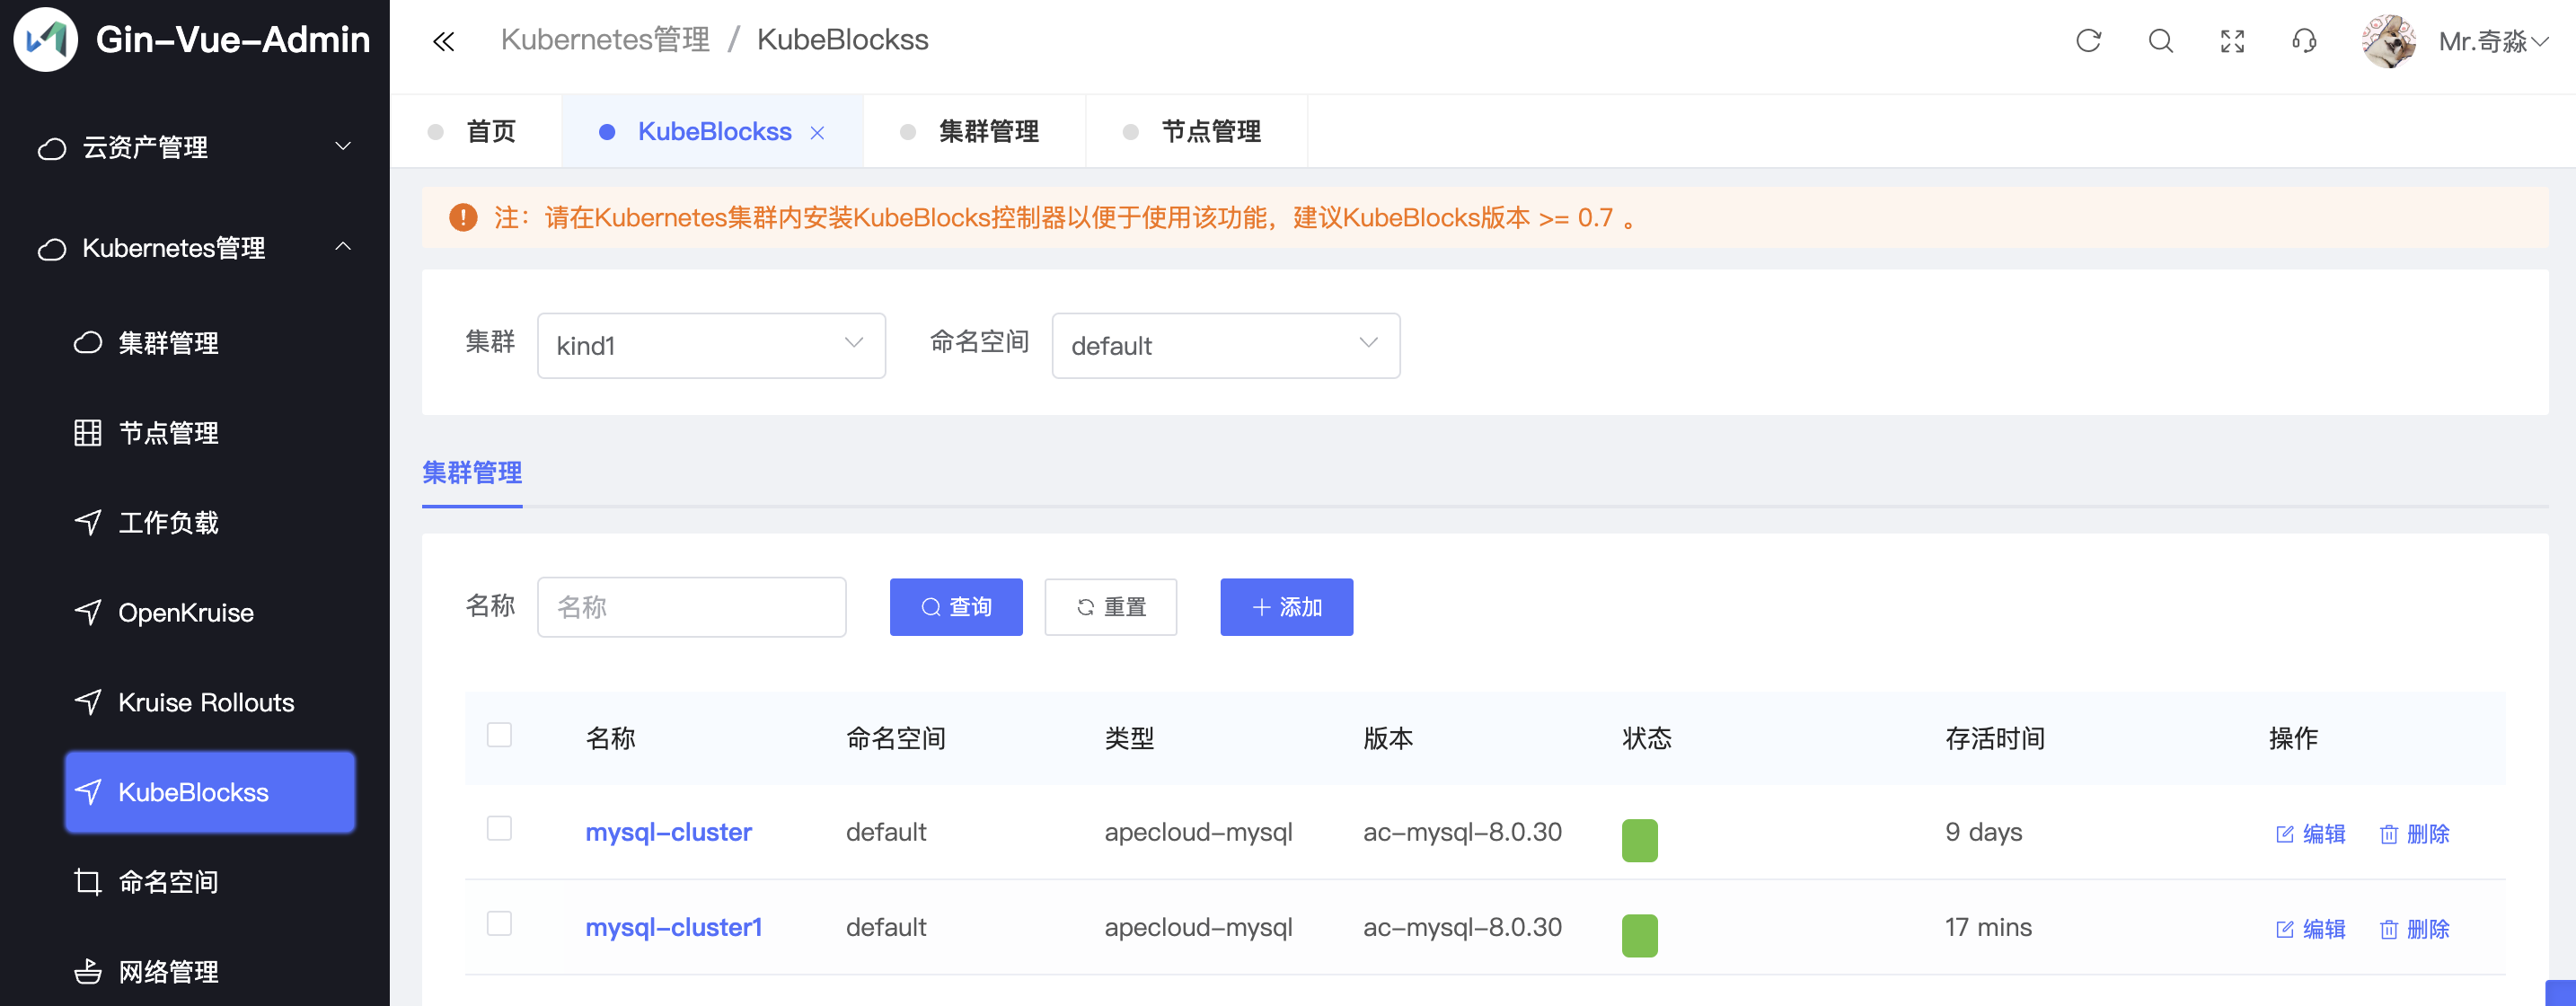 Gin-Vue-Admin
Kubernetes管理 / KubeBlockss
Mr.奇淼
云资产管理
Kubernetes管理
集群管理
节点管理
工作负载
OpenKruise
Kruise Rollouts
KubeBlockss
命名空间
网络管理
首页 KubeBlockss 集群管理 节点管理
注：请在Kubernetes集群内安装KubeBlocks控制器以便于使用该功能，建议KubeBlocks版本 >= 0.7 。
集群 kind1 命名空间 default
集群管理
名称 名称 查询 重置 添加
名称 命名空间 类型 版本 状态 存活时间 操作
mysql-cluster default apecloud-mysql ac-mysql-8.0.30 9 days 编辑 删除
mysql-cluster1 default apecloud-mysql ac-mysql-8.0.30 17 mins 编辑 删除